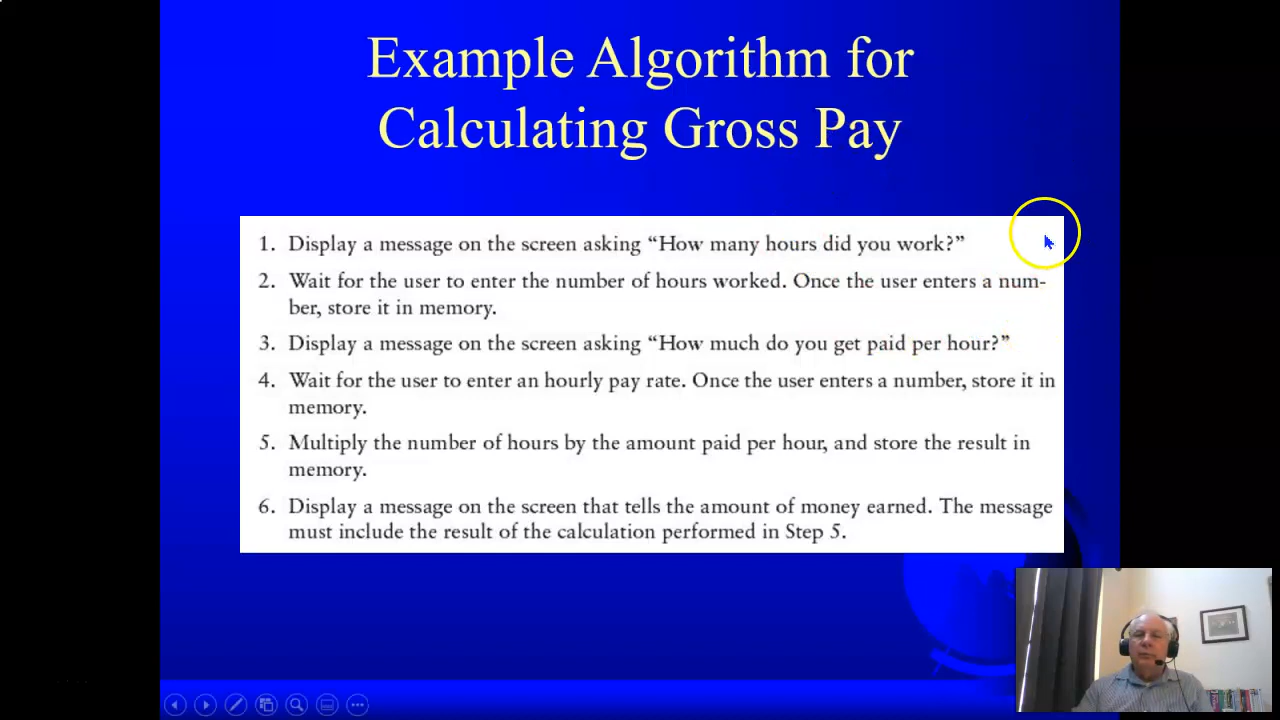 Example Algorithm for
Calculating Gross Pay
1. Display a message on the screen asking “How many hours did you work?”
2. Wait for the user to enter the number of hours worked. Once the user enters a num-
ber, store it in memory.
3. Display a message on the screen asking “How much do you get paid per hour?”
4. Wait for the user to enter an hourly pay rate. Once the user enters a number, store it in
memory.
5. Multiply the number of hours by the amount paid per hour, and store the result in
memory.
6. Display a message on the screen that tells the amount of money earned. The message
must include the result of the calculation performed in Step 5.